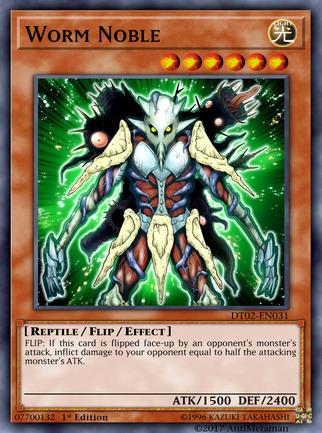 Worm Noble
LIGHT
光
DT02-EN031
[Reptile / Flip / Effect]
FLIP: If this card is flipped face-up by an opponent's monster's
attack, inflict damage to your opponent equal to half the attacking
monster's ATK.
ATK/1500 DEF/2400
07700132 1st Edition ©1996 KAZUKI TAKAHASHI
©2017 AntiMetaman